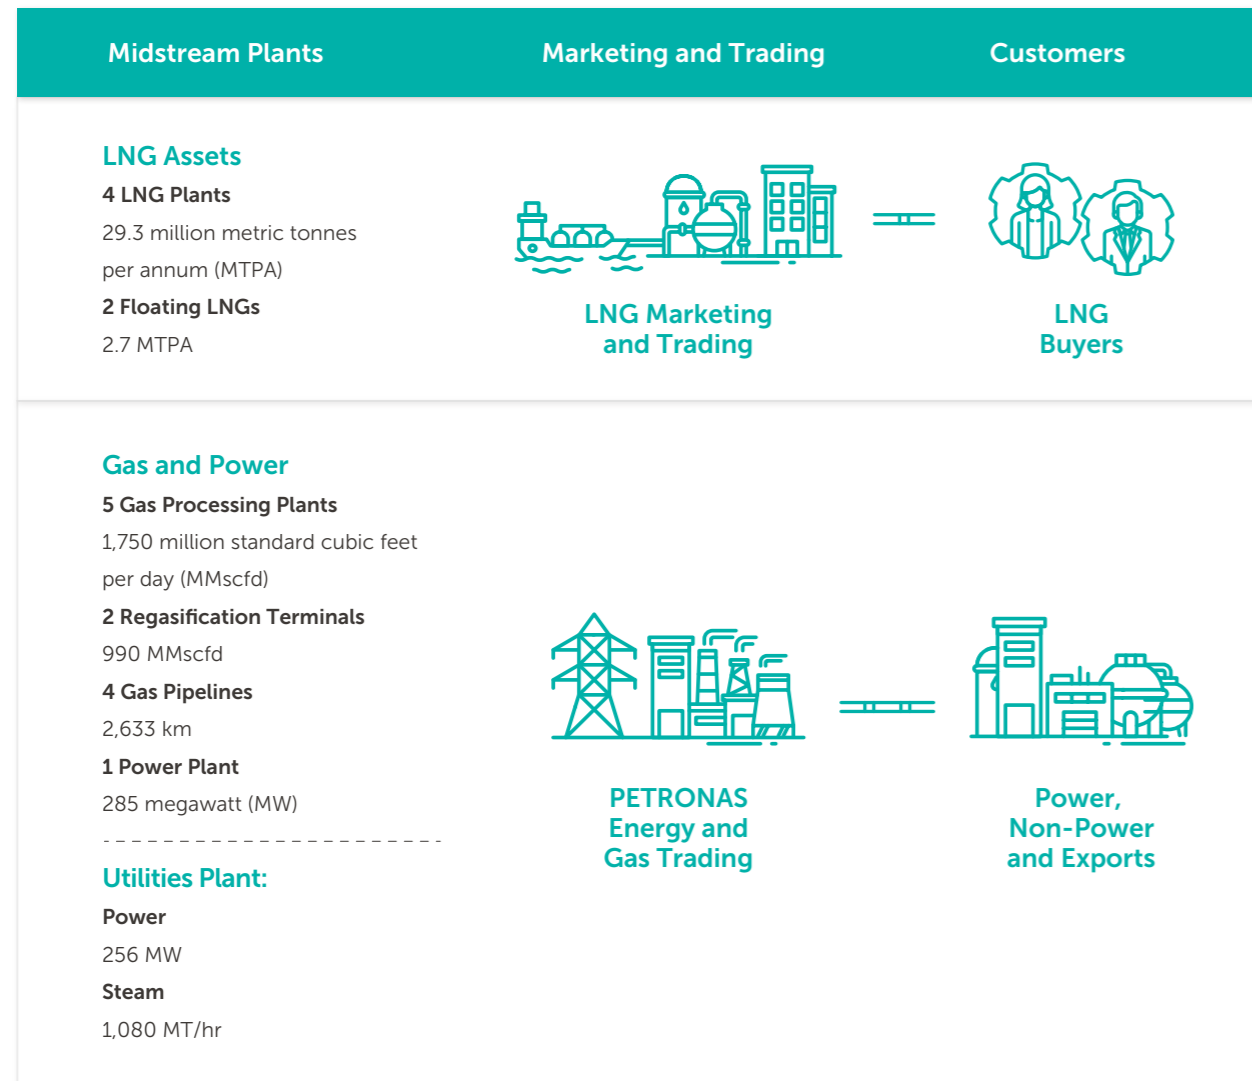 Midstream Plants
Marketing and Trading
Customers
LNG Assets
4 LNG Plants
29.3 million metric tonnes
per annum (MTPA)
2 Floating LNGs
2.7 MTPA
LNG Marketing
and Trading
LNG
Buyers
Gas and Power
5 Gas Processing Plants
1,750 million standard cubic feet
per day (MMscfd)
2 Regasification Terminals
990 MMscfd
4 Gas Pipelines
2,633 km
1 Power Plant
285 megawatt (MW)
Utilities Plant:
Power
256 MW
Steam
1,080 MT/hr
PETRONAS
Energy and
Gas Trading
Power,
Non-Power
and Exports